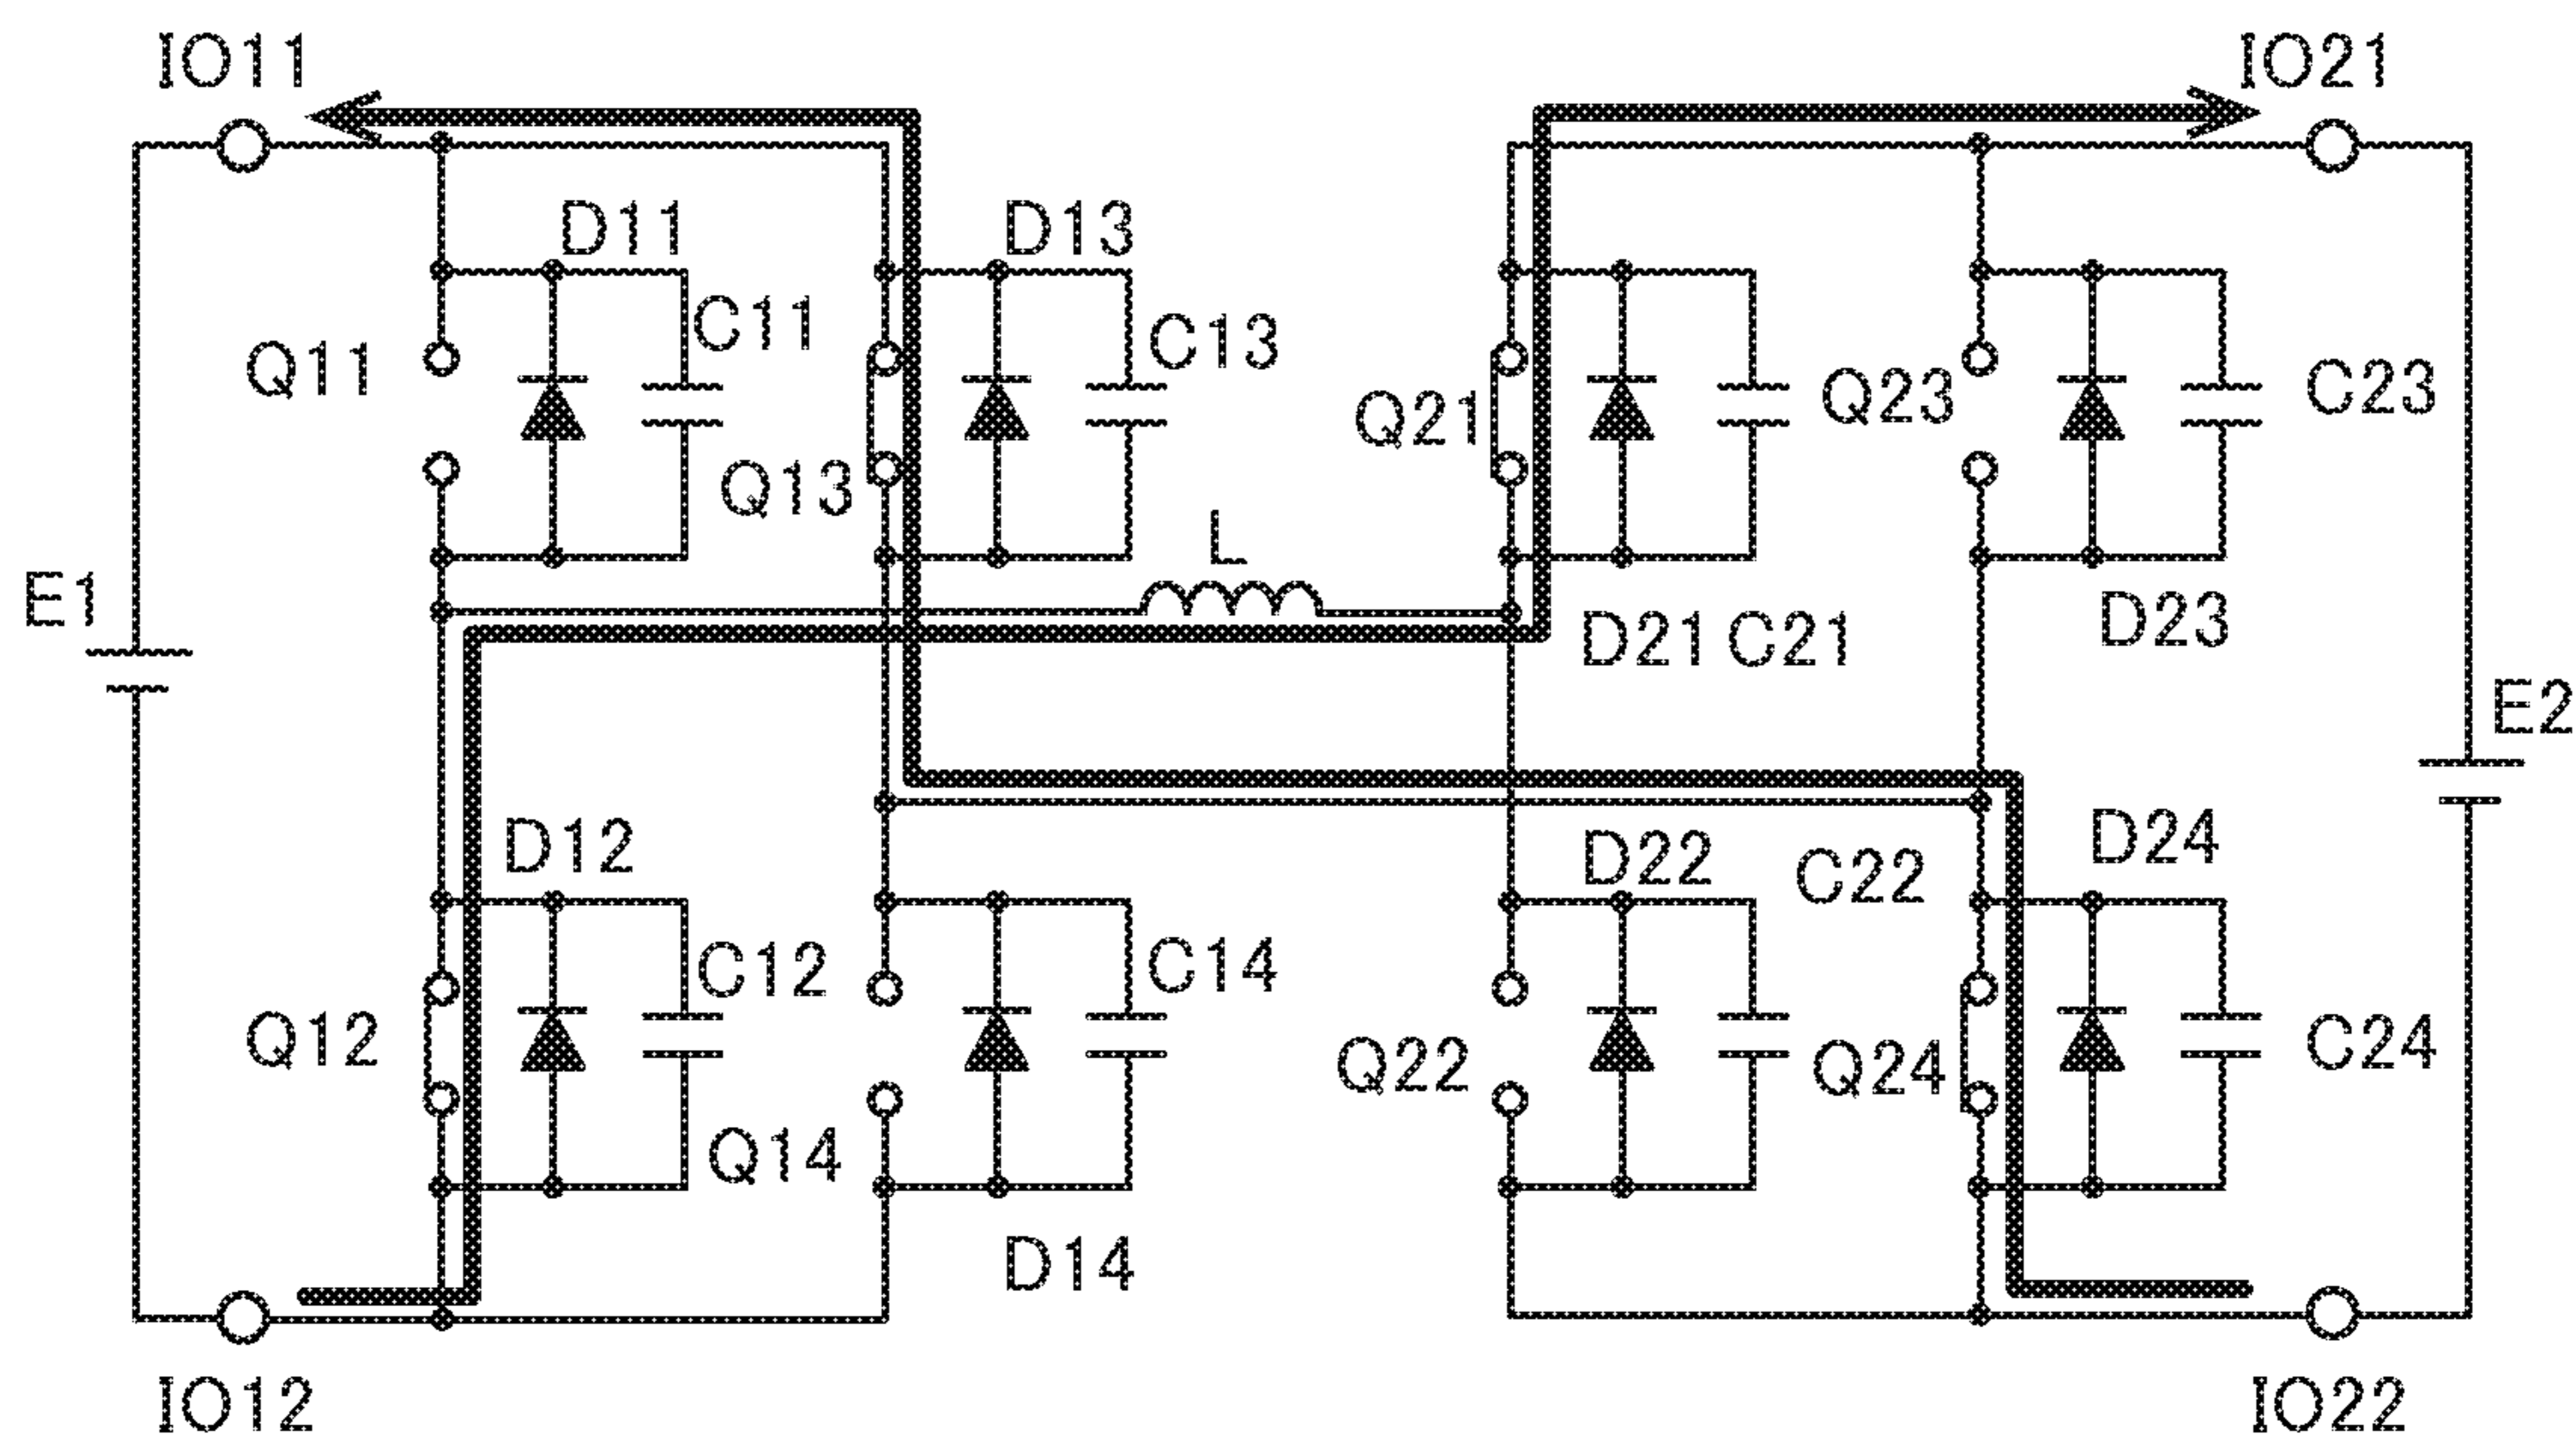 IO11
IO21
D11
D13
C11
C13
Q11
Q21
Q23
C23
Q13
L
E1
D21 C21
D23
E2
D12
D22
C22
D24
C12
C14
Q12
Q22
Q24
C24
Q14
D14
IO12
IO22